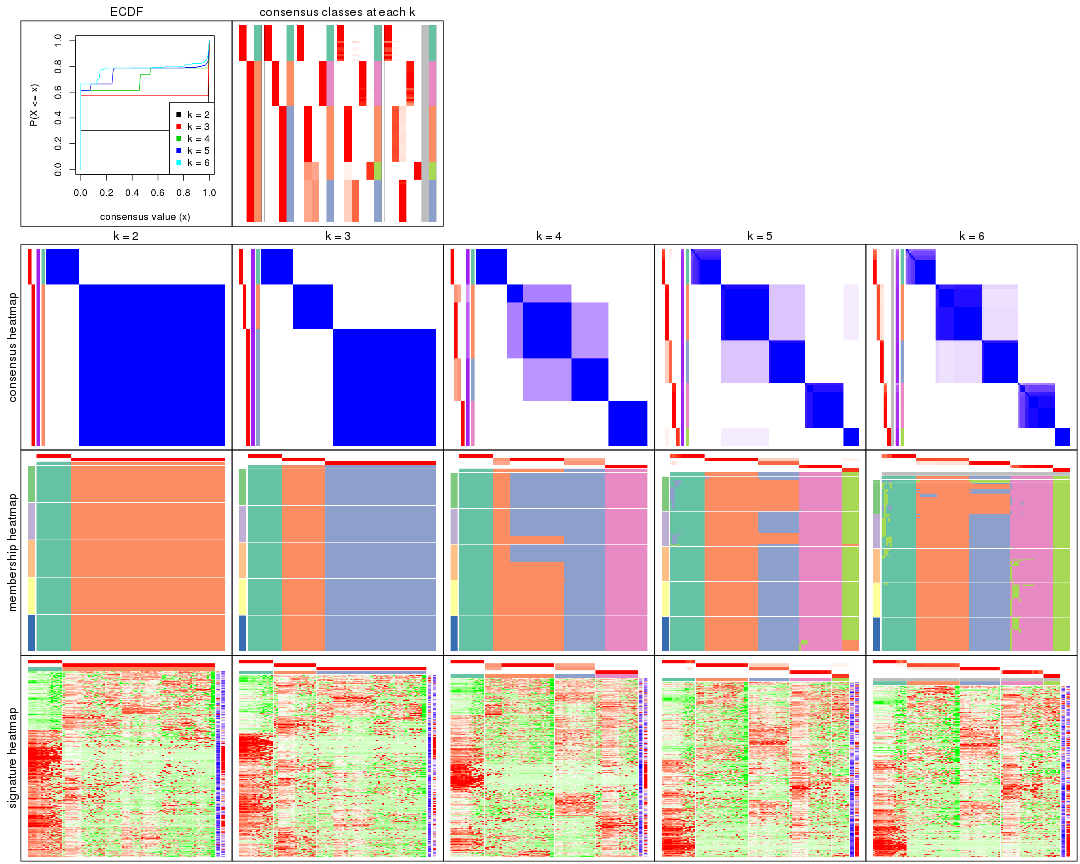 ECDF
consensus classes at each k
P(X <= x)
0.0 0.2 0.4 0.6 0.8 1.0
k = 2
k = 3
k = 4
k = 5
k = 6
0.0 0.2 0.4 0.6 0.8 1.0
consensus value (x)
k = 2
k = 3
k = 4
k = 5
k = 6
consensus heatmap
membership heatmap
signature heatmap